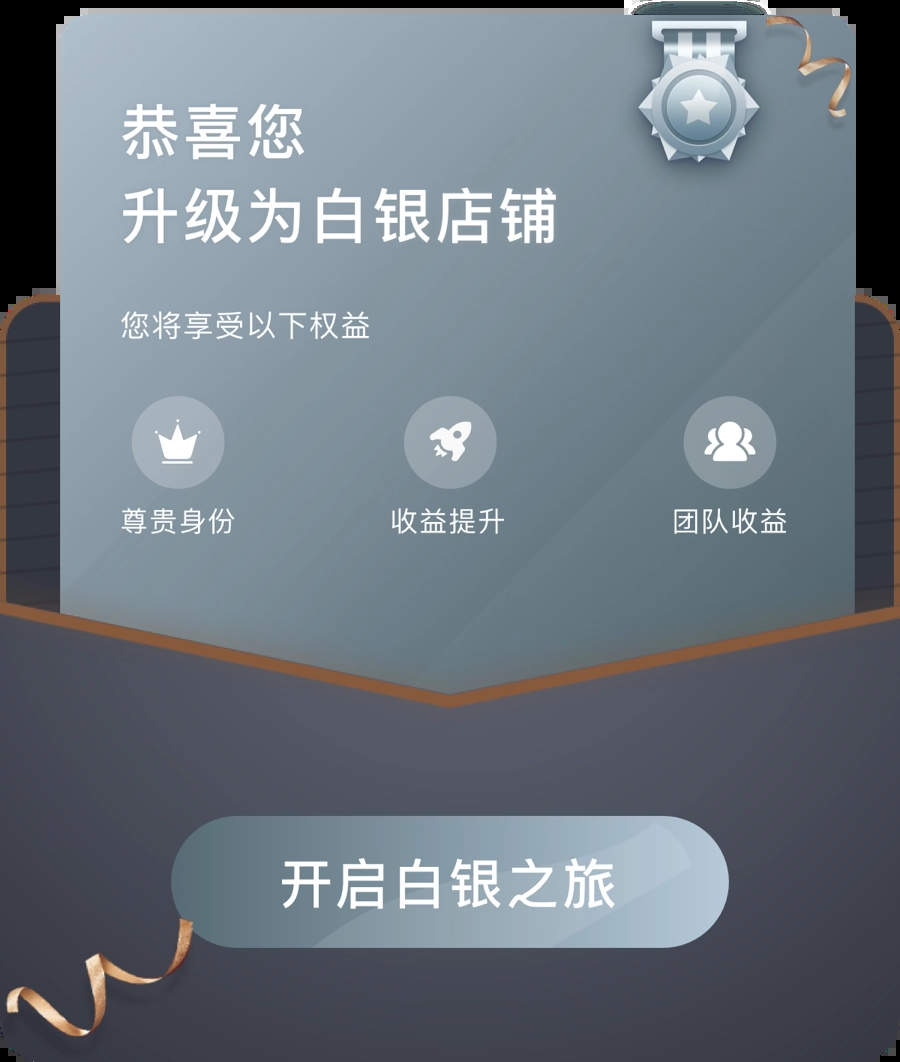 恭喜您
升级为白银店铺
您将享受以下权益
尊贵身份
收益提升
团队收益
开启白银之旅